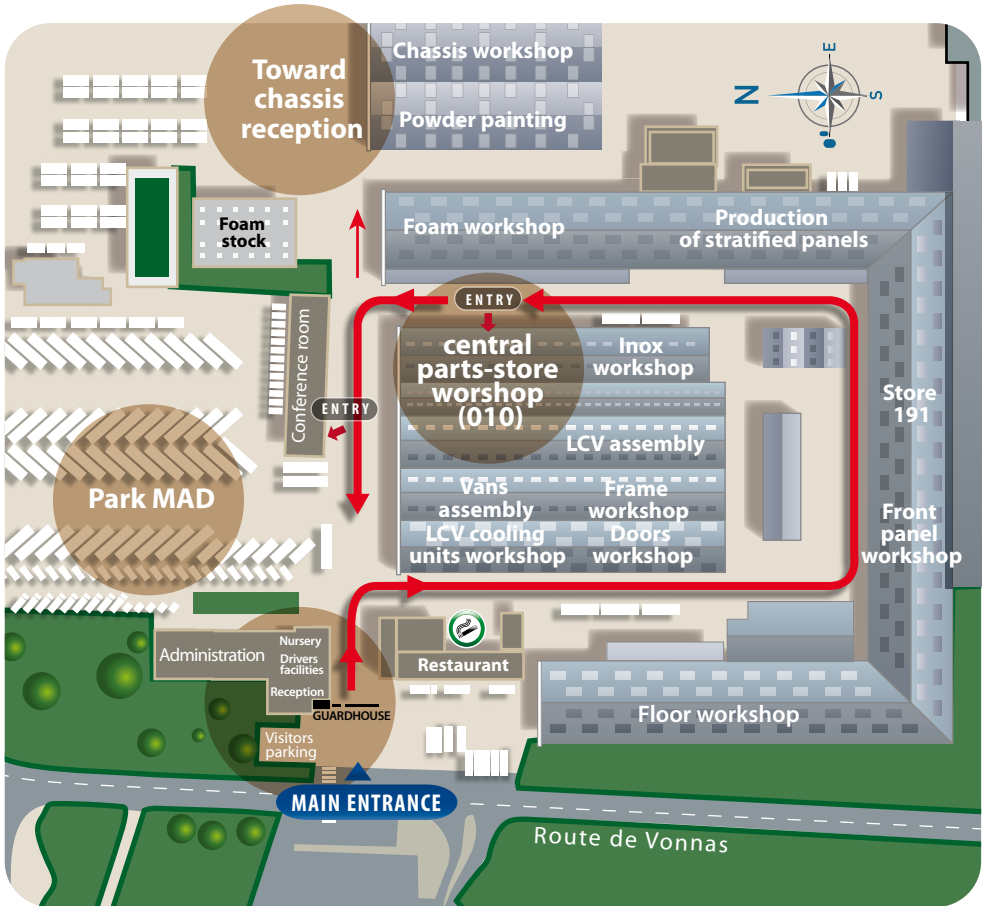 Chassis workshop
Powder painting
Toward
chassis
reception
E
N
S
O
Foam
stock
Foam workshop
Production
of stratified panels
ENTRY
central
parts-store
worshop
(010)
Inox
workshop
Conference room
ENTRY
LCV assembly
Store
191
Park MAD
Vans
assembly
Frame
workshop
LCV cooling
units workshop
Doors
workshop
Front
panel
workshop
Administration
Nursery
Drivers
facilities
Reception
GUARDHOUSE
Restaurant
Visitors
parking
Floor workshop
MAIN ENTRANCE
Route de Vonnas